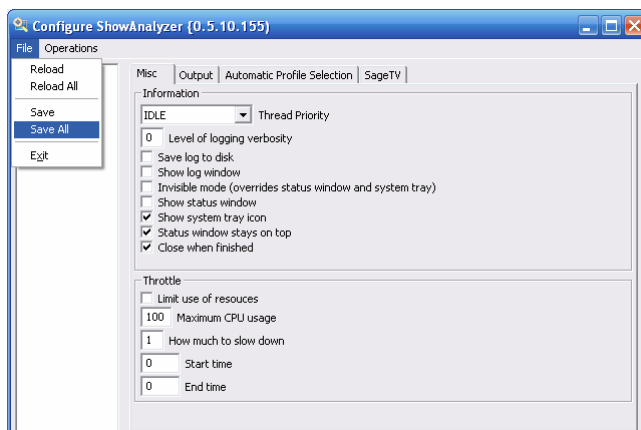 Configure ShowAnalyzer {0.5.10.155)
File Operations
Reload
Reload All
Save
Save All
Exit
Misc Output Automatic Profile Selection SageTV
Information
IDLE Thread Priority
0 Level of logging verbosity
Save log to disk
Show log window
Invisible mode (overrides status window and system tray)
Show status window
Show system tray icon
Status window stays on top
Close when finished
Throttle
Limit use of resouces
100 Maximum CPU usage
1 How much to slow down
0 Start time
0 End time